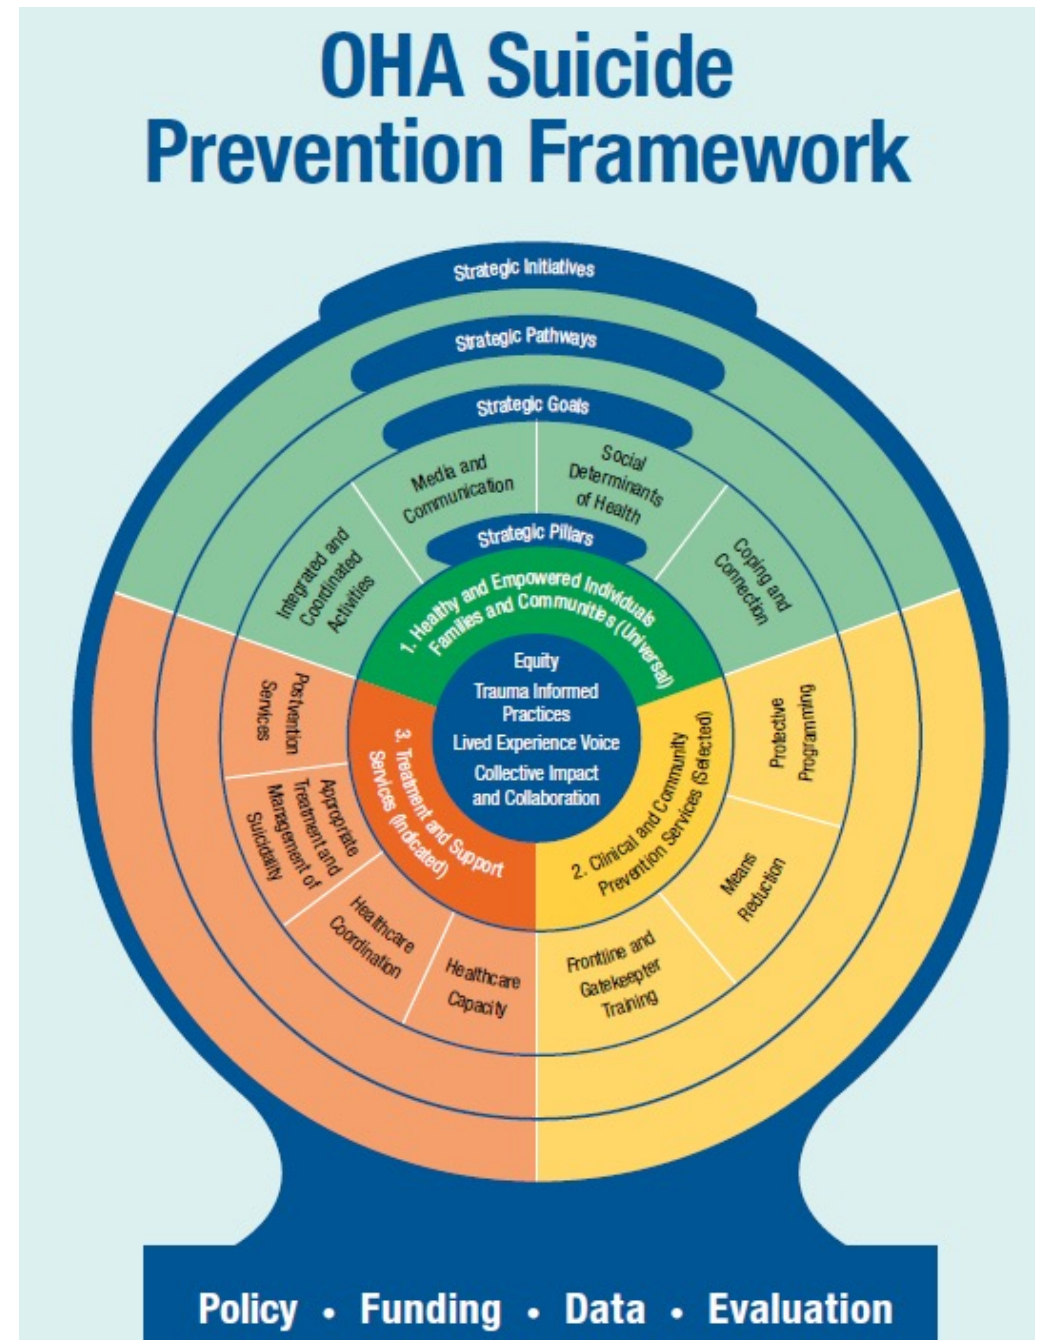 OHA Suicide
Prevention Framework
Strategic Initiatives
Strategic Pathways
Strategic Goals
Media and
Communication
Social
Determinants
of Health
Integrated and
Coordinated
Activities
Coping and
Connection
Strategic Pillars
1. Healthy and Empowered Individuals
Families and Communities (Universal)
Equity
Trauma Informed
Practices
Lived Experience Voice
Collective Impact
and Collaboration
2. Clinical and Community
Prevention Services (Selected)
Protective
Programming
Means
Reduction
Frontline and
Gatekeepter
Training
3. Treatment and Support
Services (Indicated)
Healthcare
Capacity
Healthcare
Coordination
Appropriate
Treatment and
Management of
Suicidality
Postvention
Services
Policy • Funding • Data • Evaluation